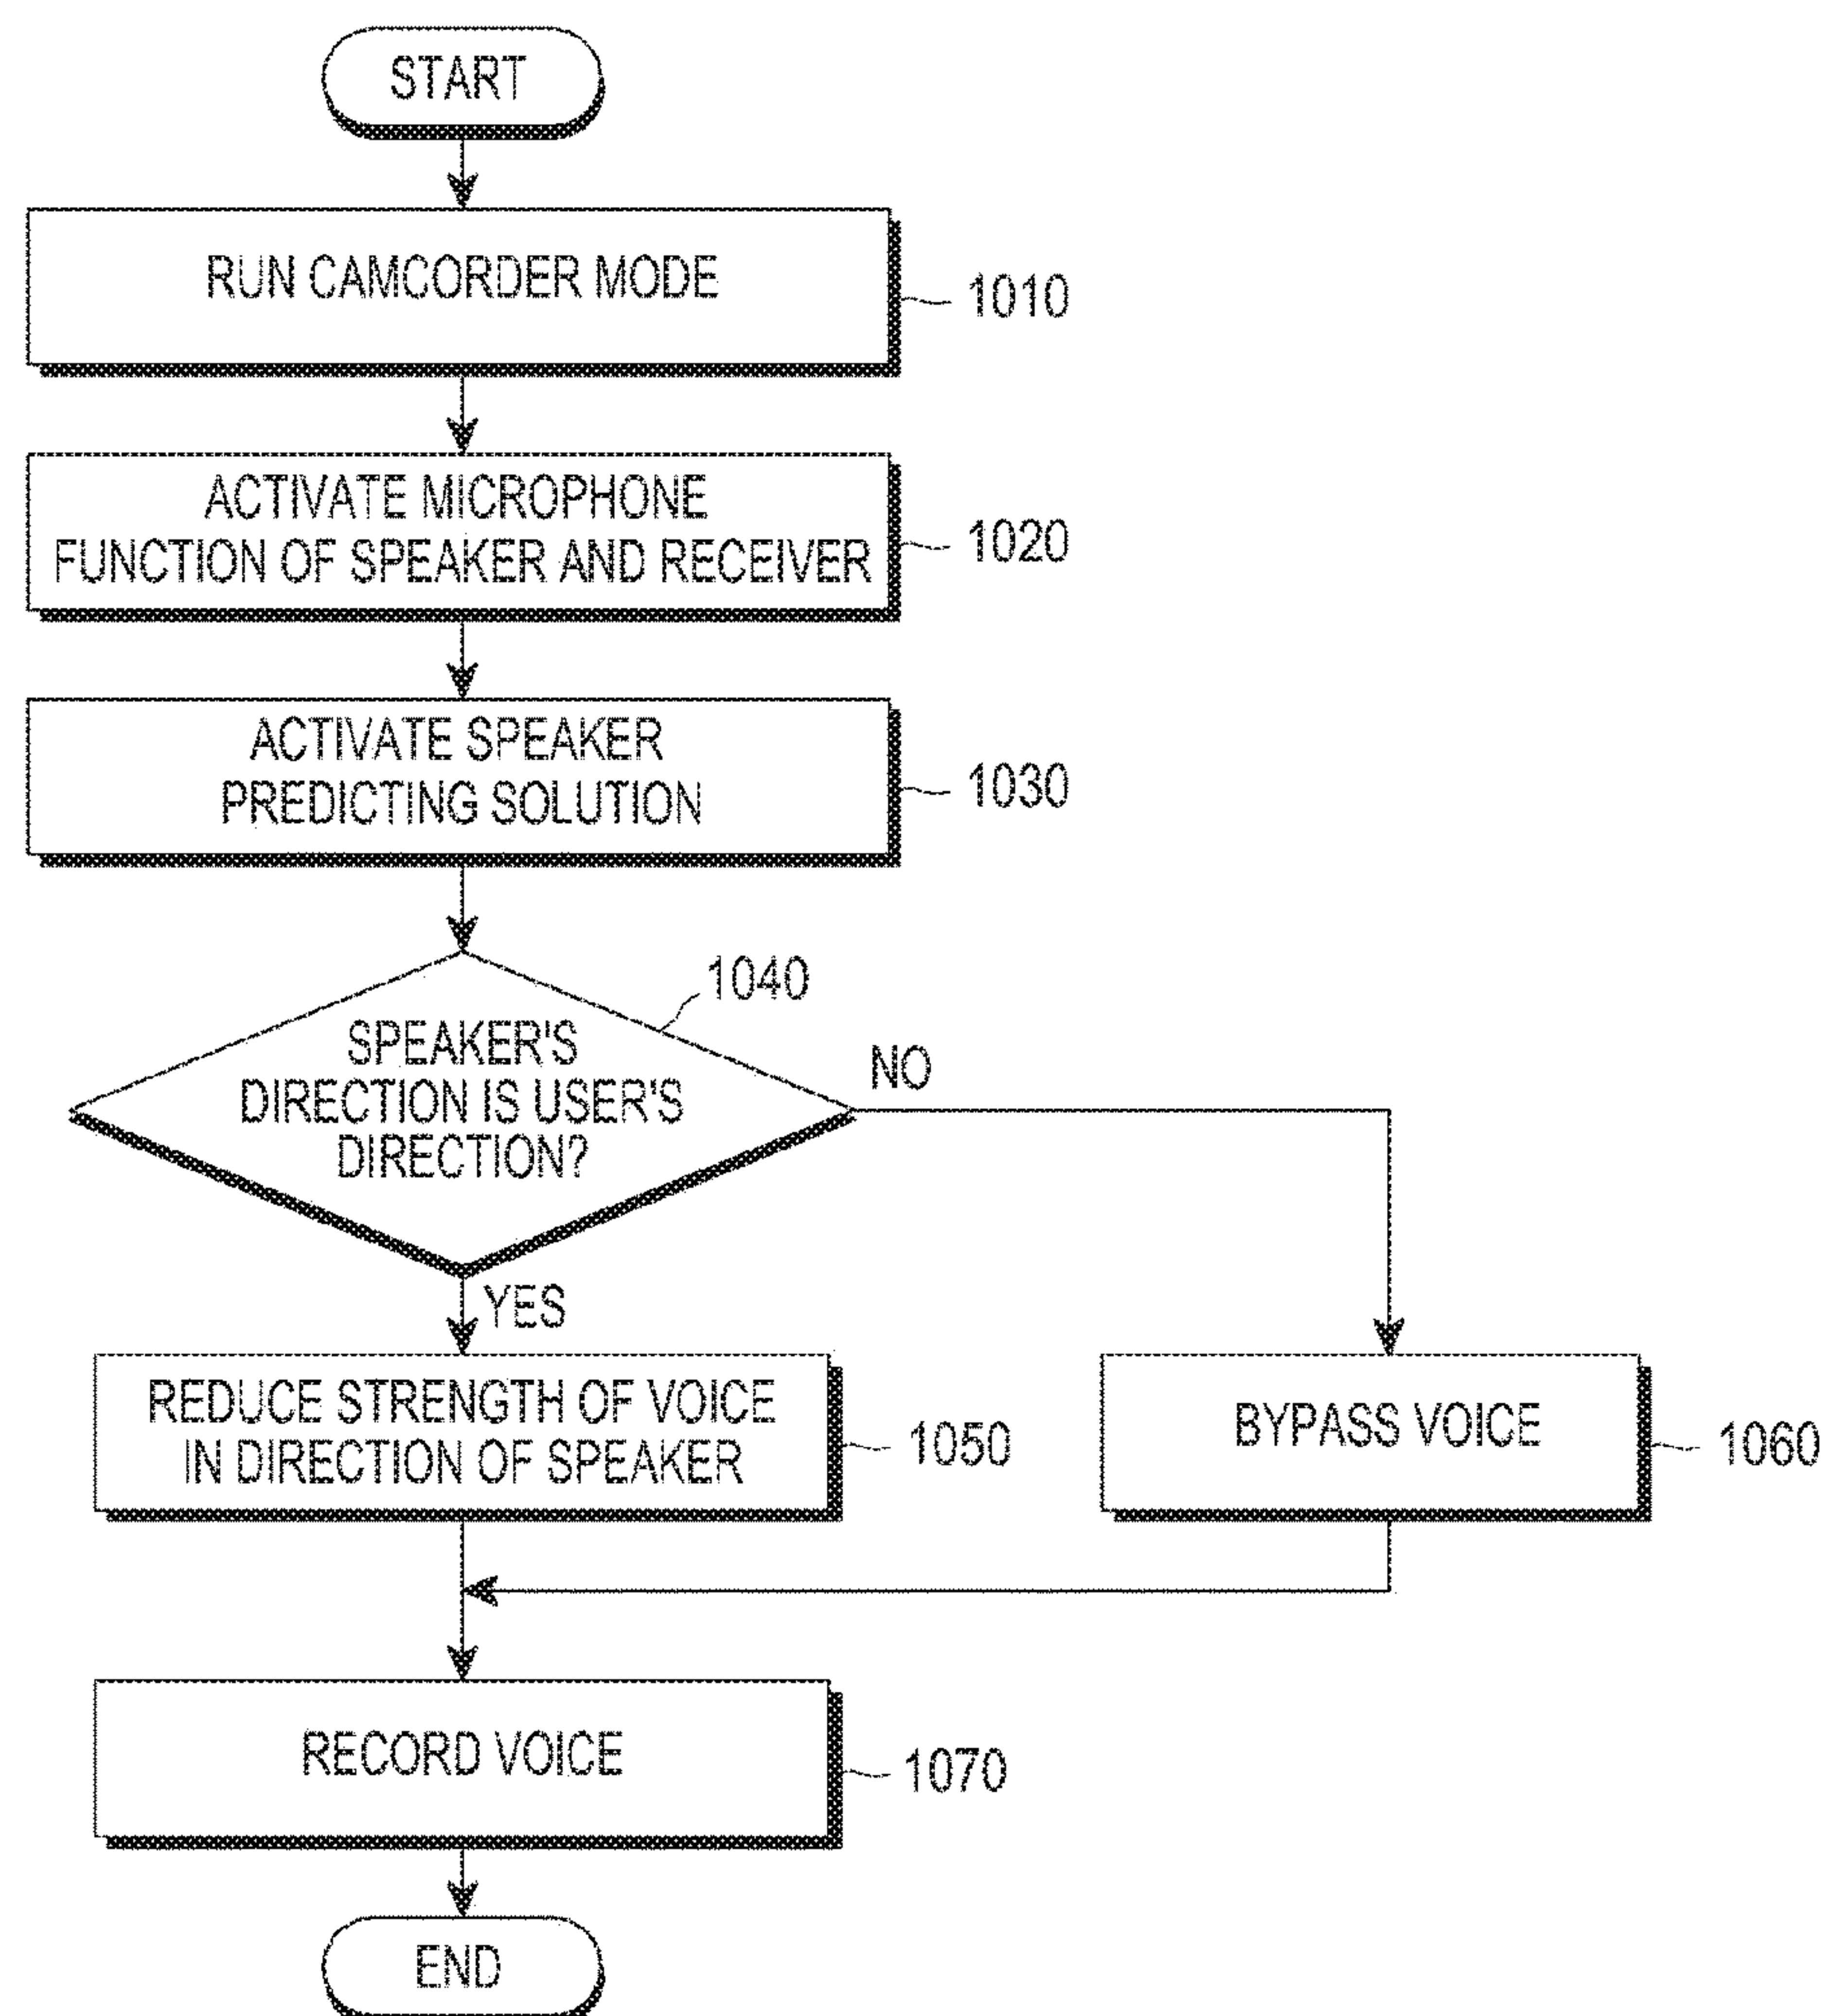 START
RUN CAMCORDER MODE
1010
ACTIVATE MICROPHONE
FUNCTION OF SPEAKER AND RECEIVER
1020
ACTIVATE SPEAKER
PREDICTING SOLUTION
1030
1040
SPEAKER'S
DIRECTION IS USER'S
DIRECTION?
NO
YES
REDUCE STRENGTH OF VOICE
IN DIRECTION OF SPEAKER
1050
BYPASS VOICE
1060
RECORD VOICE
1070
END